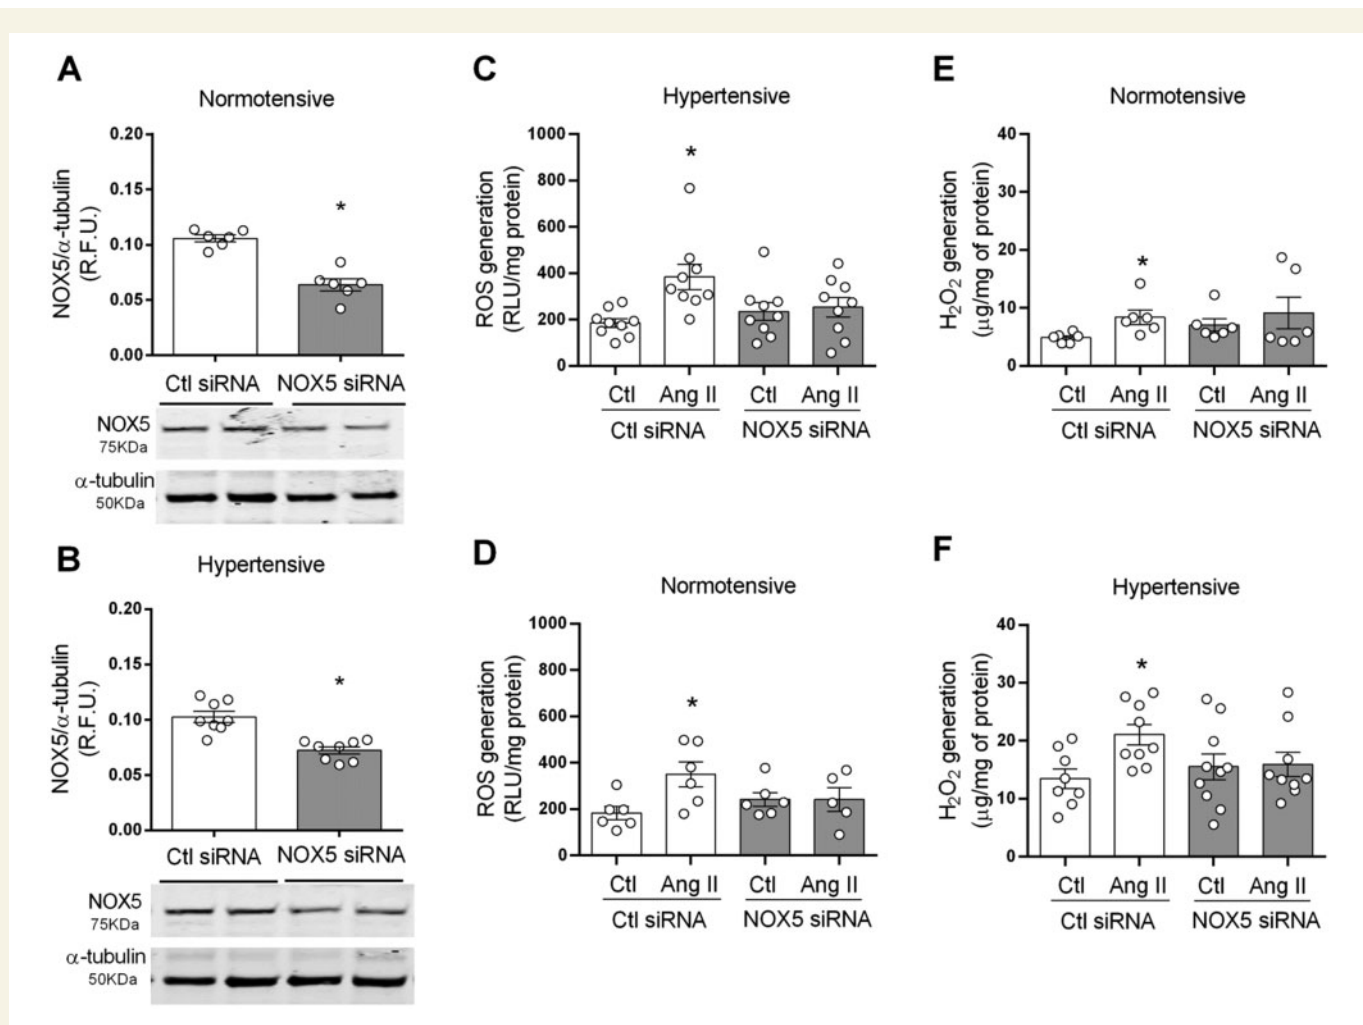 A
Normotensive
NOX5/α-tubulin
(R.F.U.)
0.20
0.15
0.10
0.05
0.00
*
Ctl siRNA NOX5 siRNA
NOX5
75KDa
α-tubulin
50KDa
B
Hypertensive
NOX5/α-tubulin
(R.F.U.)
0.20
0.15
0.10
0.05
0.00
*
Ctl siRNA NOX5 siRNA
NOX5
75KDa
α-tubulin
50KDa
C
Hypertensive
ROS generation
(RLU/mg protein)
1000
800
600
400
200
0
*
Ctl Ang II Ctl Ang II
Ctl siRNA NOX5 siRNA
D
Normotensive
ROS generation
(RLU/mg protein)
1000
800
600
400
200
0
*
Ctl Ang II Ctl Ang II
Ctl siRNA NOX5 siRNA
E
Normotensive
H₂O₂ generation
(µg/mg of protein)
40
30
20
10
0
*
Ctl Ang II Ctl Ang II
Ctl siRNA NOX5 siRNA
F
Hypertensive
H₂O₂ generation
(µg/mg of protein)
40
30
20
10
0
*
Ctl Ang II Ctl Ang II
Ctl siRNA NOX5 siRNA